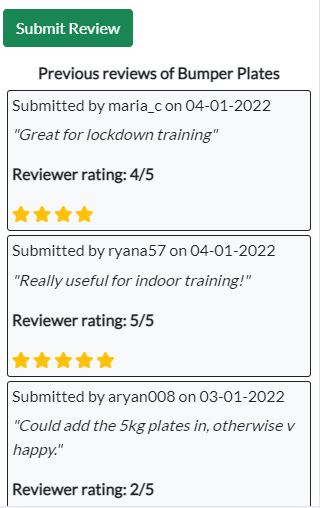 Submit Review
Previous reviews of Bumper Plates
Submitted by maria_c on 04-01-2022
"Great for lockdown training"
Reviewer rating: 4/5
Submitted by ryana57 on 04-01-2022
"Really useful for indoor training!"
Reviewer rating: 5/5
Submitted by aryan008 on 03-01-2022
"Could add the 5kg plates in, otherwise v
happy."
Reviewer rating: 2/5